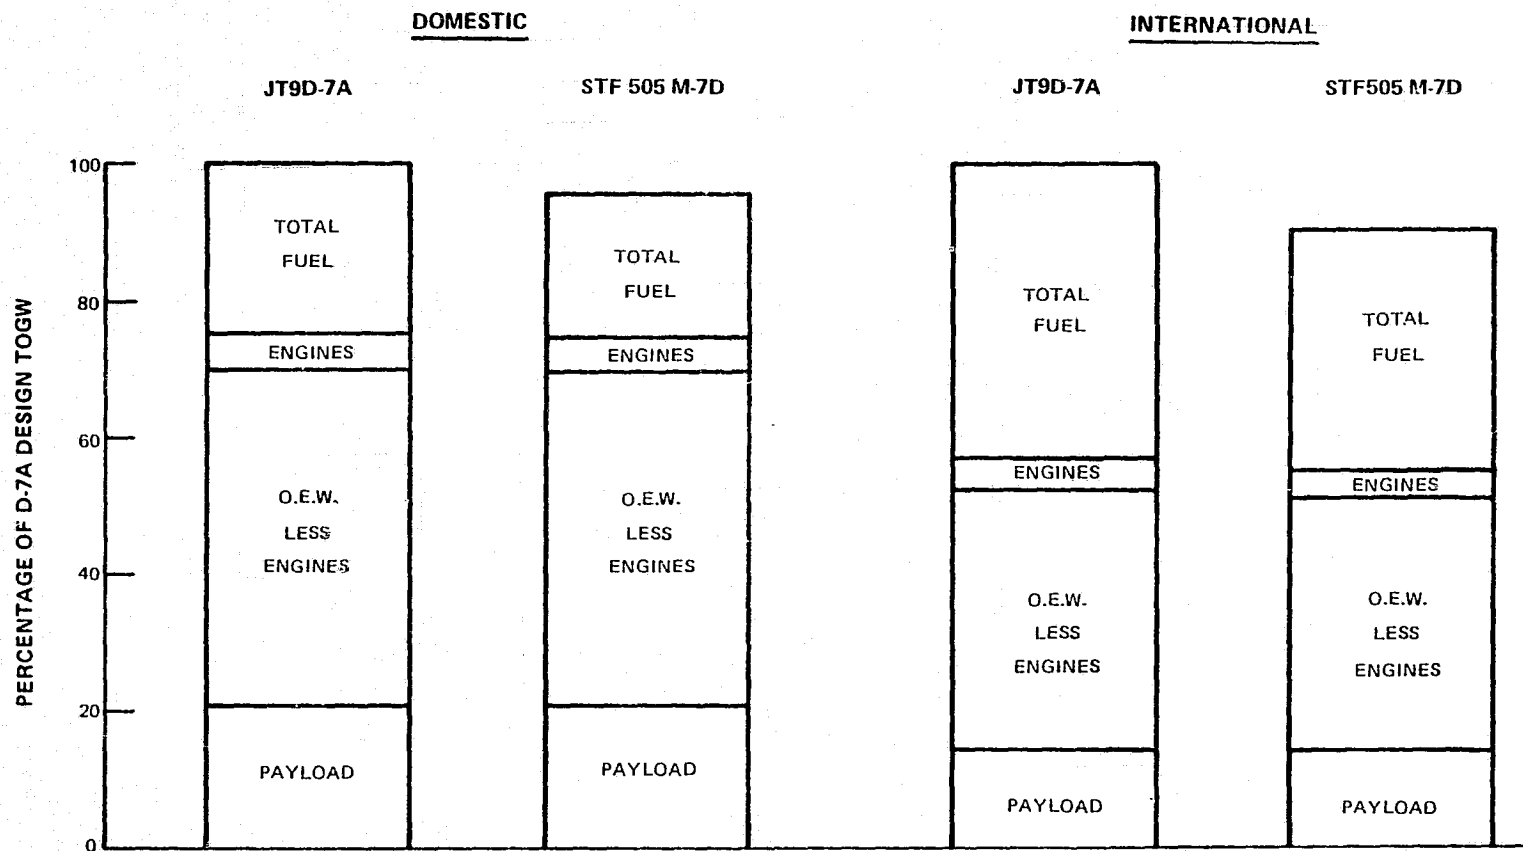 DOMESTIC
INTERNATIONAL
JT9D-7A
STF 505 M-7D
JT9D-7A
STF505 M-7D
PERCENTAGE OF D-7A DESIGN TOGW
100
80
60
40
20
0
TOTAL
FUEL
ENGINES
O.E.W.
LESS
ENGINES
PAYLOAD
TOTAL
FUEL
ENGINES
O.E.W.
LESS
ENGINES
PAYLOAD
TOTAL
FUEL
ENGINES
O.E.W.
LESS
ENGINES
PAYLOAD
TOTAL
FUEL
ENGINES
O.E.W.
LESS
ENGINES
PAYLOAD